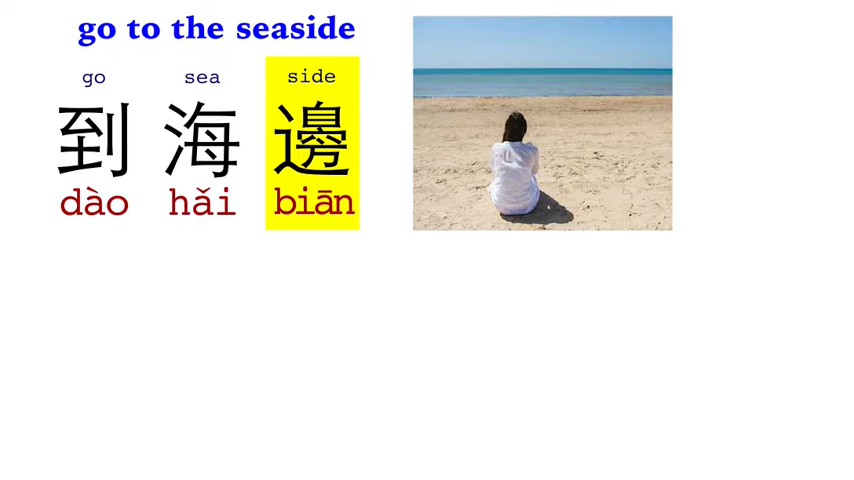 go to the seaside
go sea side
到 海 邊
dào hǎi biān